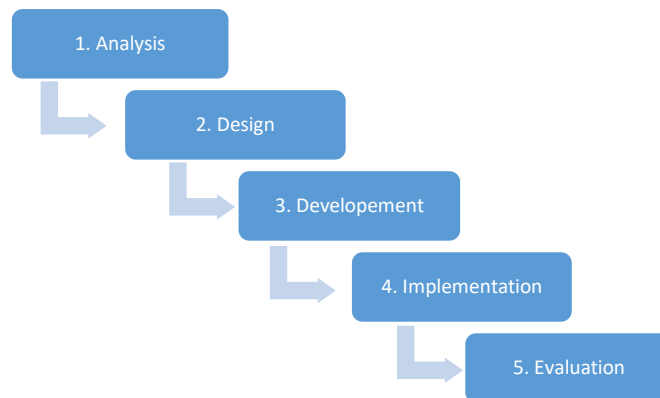 1. Analysis
2. Design
3. Developement
4. Implementation
5. Evaluation